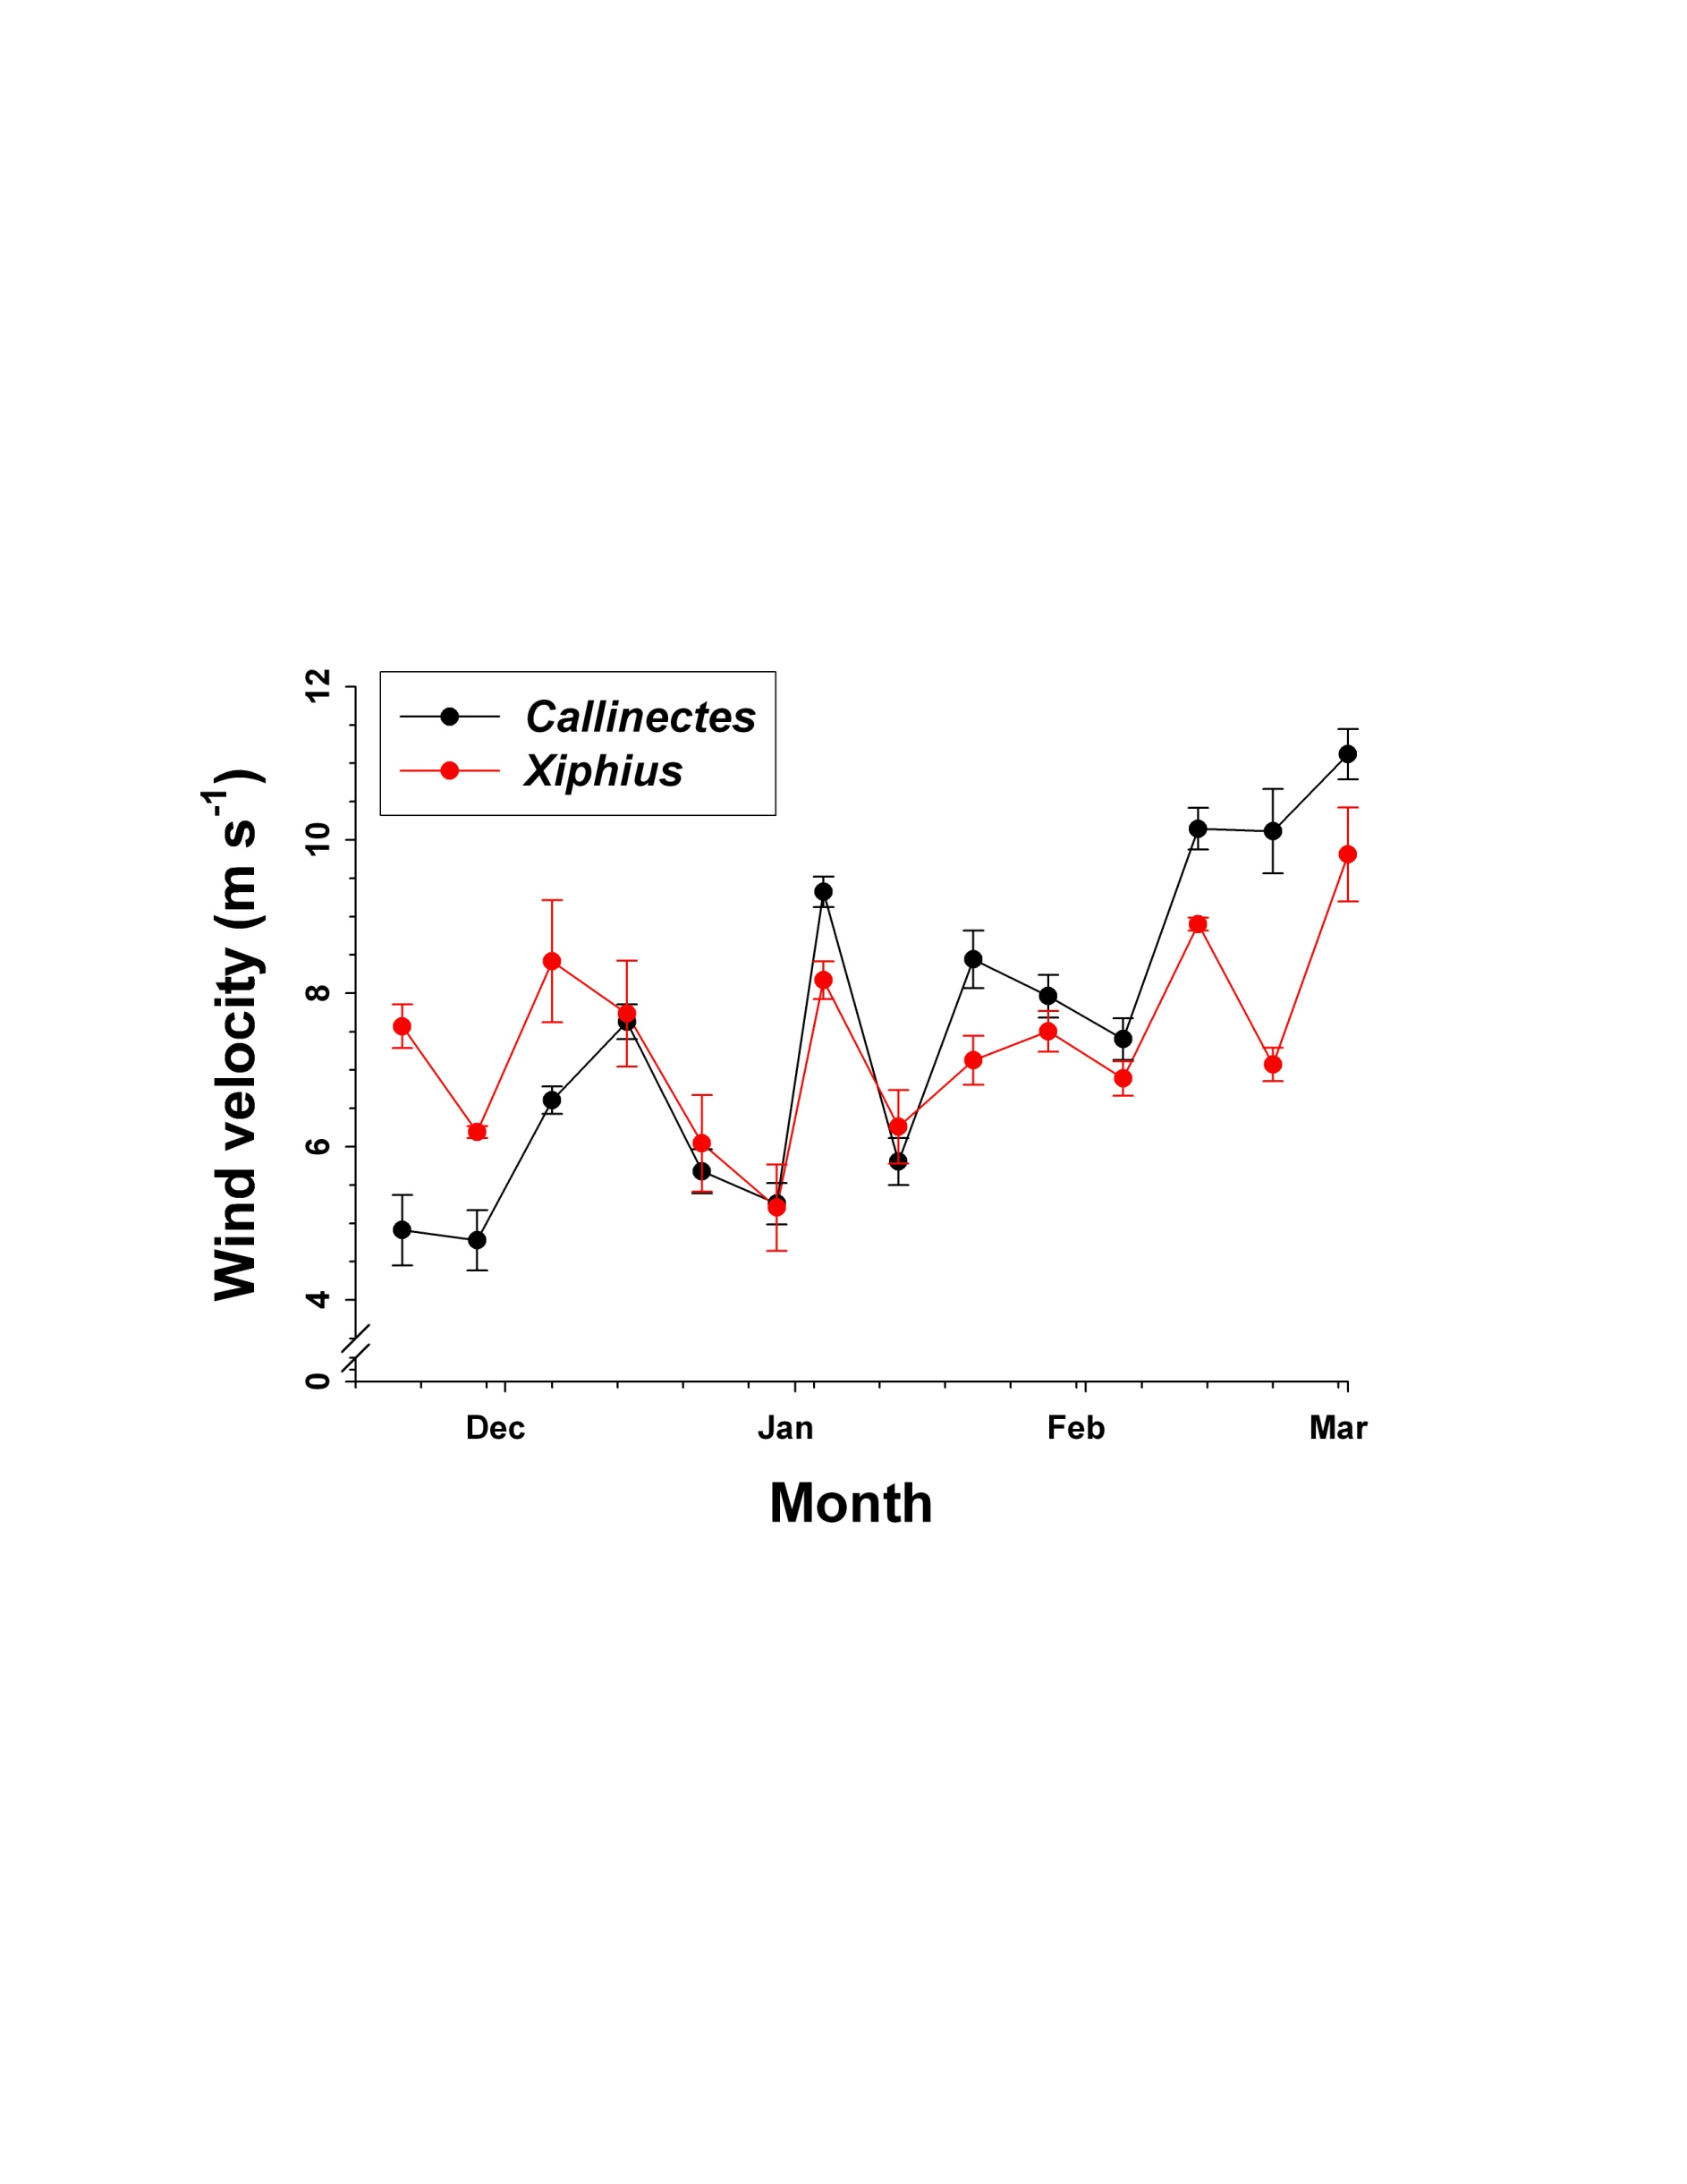 Callinectes
Xiphius
Wind velocity (m s-1)
12
10
8
6
4
0
Dec Jan Feb Mar
Month